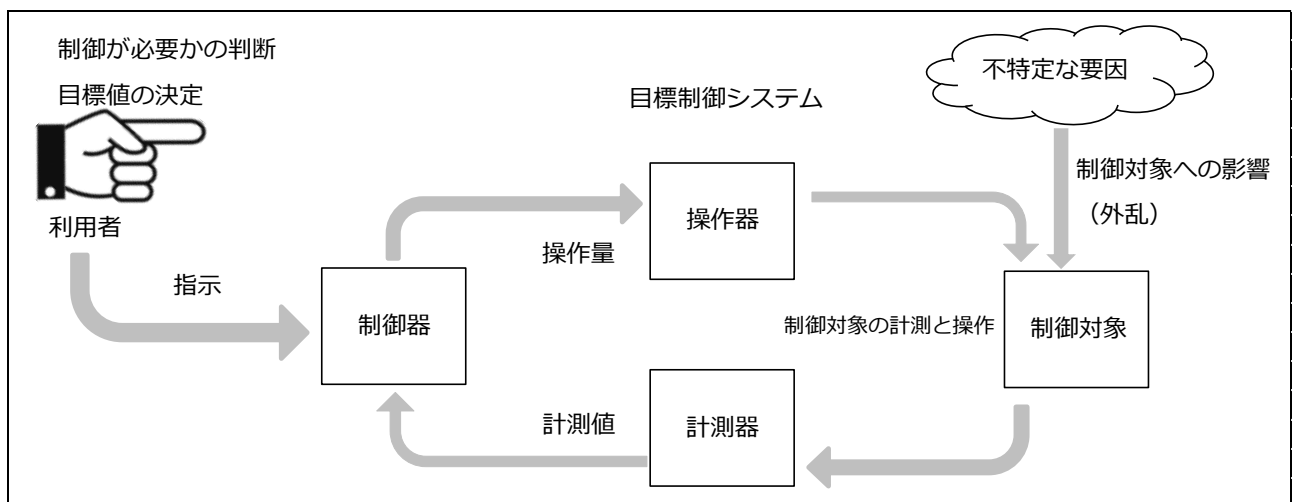 制御が必要かの判断
目標値の決定
利用者
指示
制御器
操作量
目標制御システム
操作器
不特定な要因
制御対象への影響
（外乱）
制御対象の計測と操作
制御対象
計測値
計測器